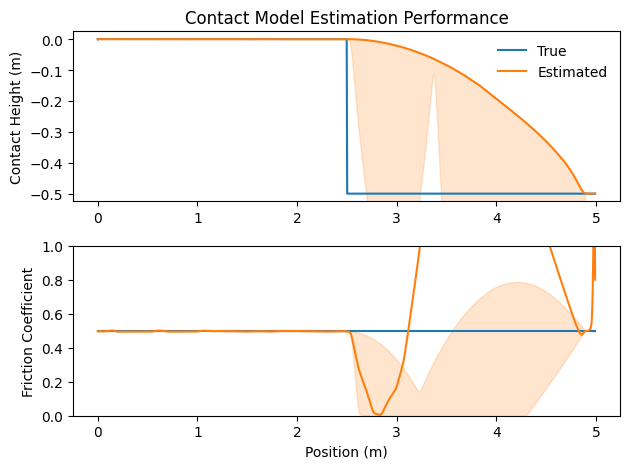 Contact Model Estimation Performance
Contact Height (m)
0.0
−0.1
−0.2
−0.3
−0.4
−0.5
True
Estimated
0 1 2 3 4 5
Friction Coefficient
1.0
0.8
0.6
0.4
0.2
0.0
0 1 2 3 4 5
Position (m)